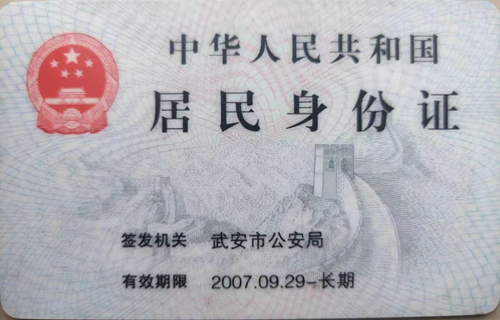 中华人民共和国
居民身份证
签发机关 武安市公安局
有效期限 2007.09.29-长期